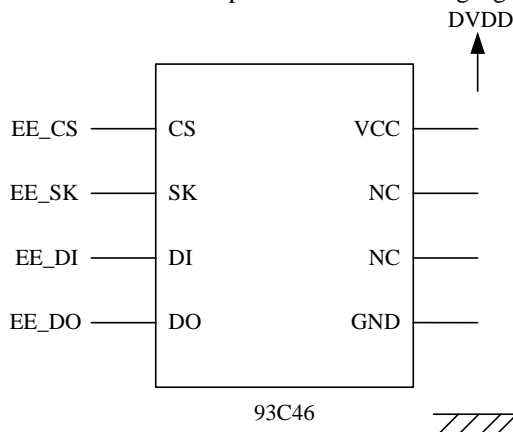 DVDD
EE_CS CS VCC
EE_SK SK NC
EE_DI DI NC
EE_DO DO GND
93C46